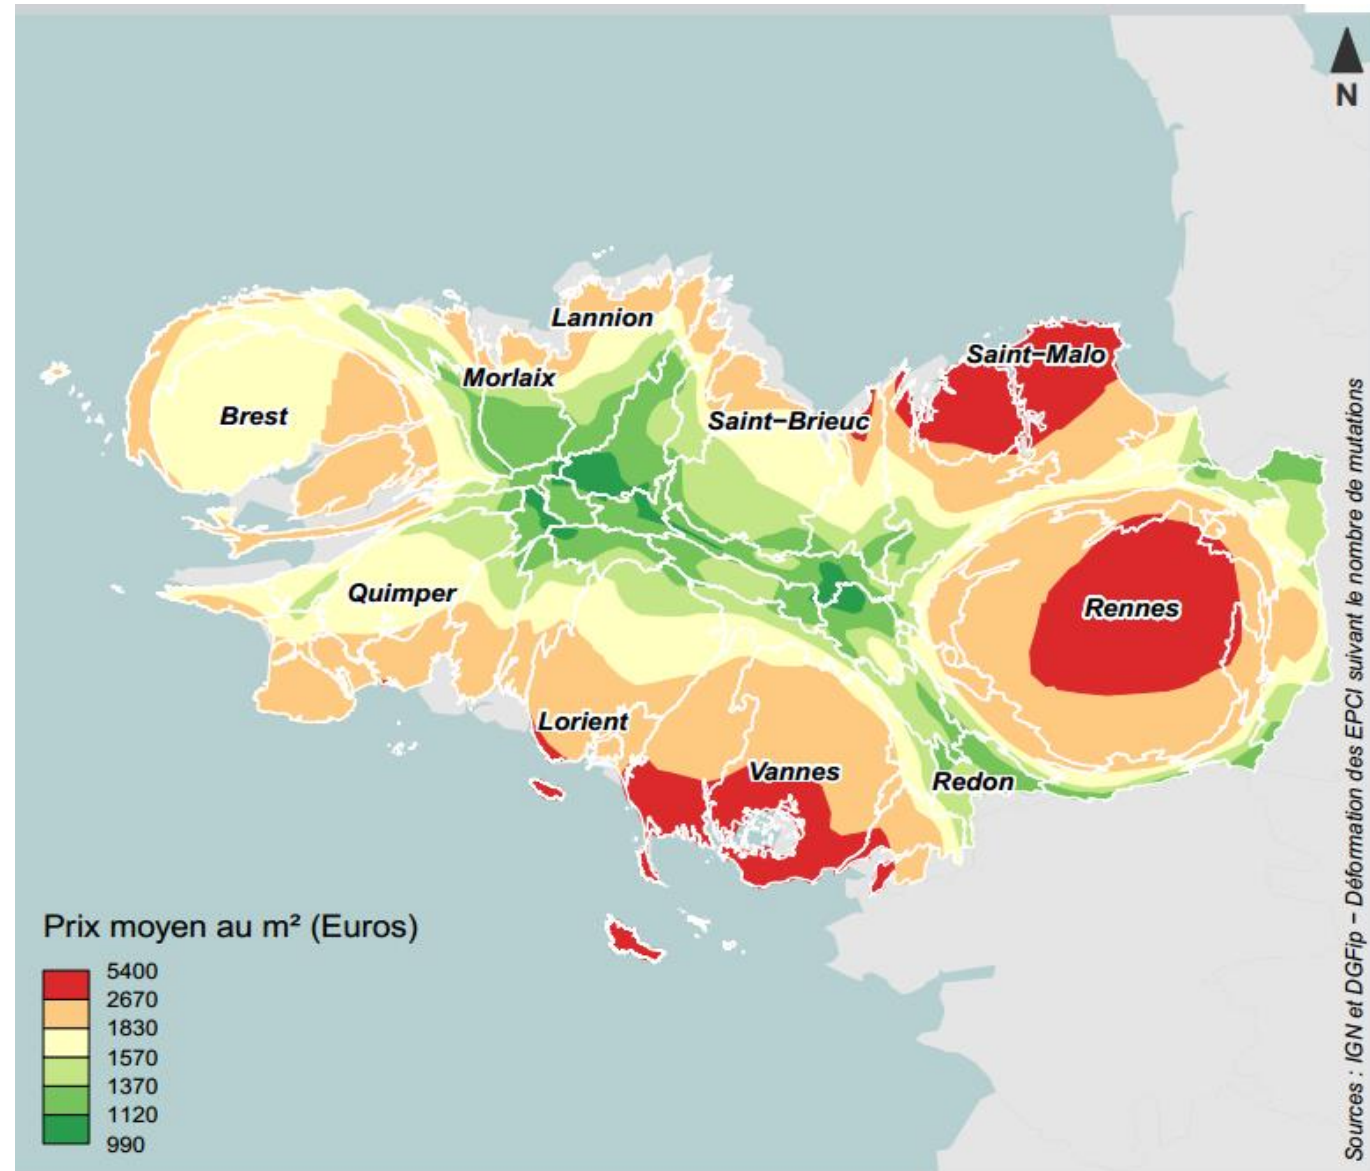 N
Lannion
Saint−Malo
Morlaix
Brest
Saint−Brieuc
Quimper
Rennes
Lorient
Vannes
Redon
Prix moyen au m² (Euros)
5400
2670
1830
1570
1370
1120
990
Sources : IGN et DGFip − Déformation des EPCI suivant le nombre de mutations